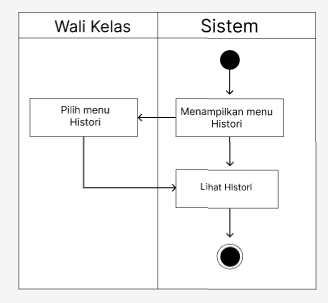 Wali Kelas
Sistem
Pilih menu
Histori
Menampilkan menu
Histori
Lihat Histori